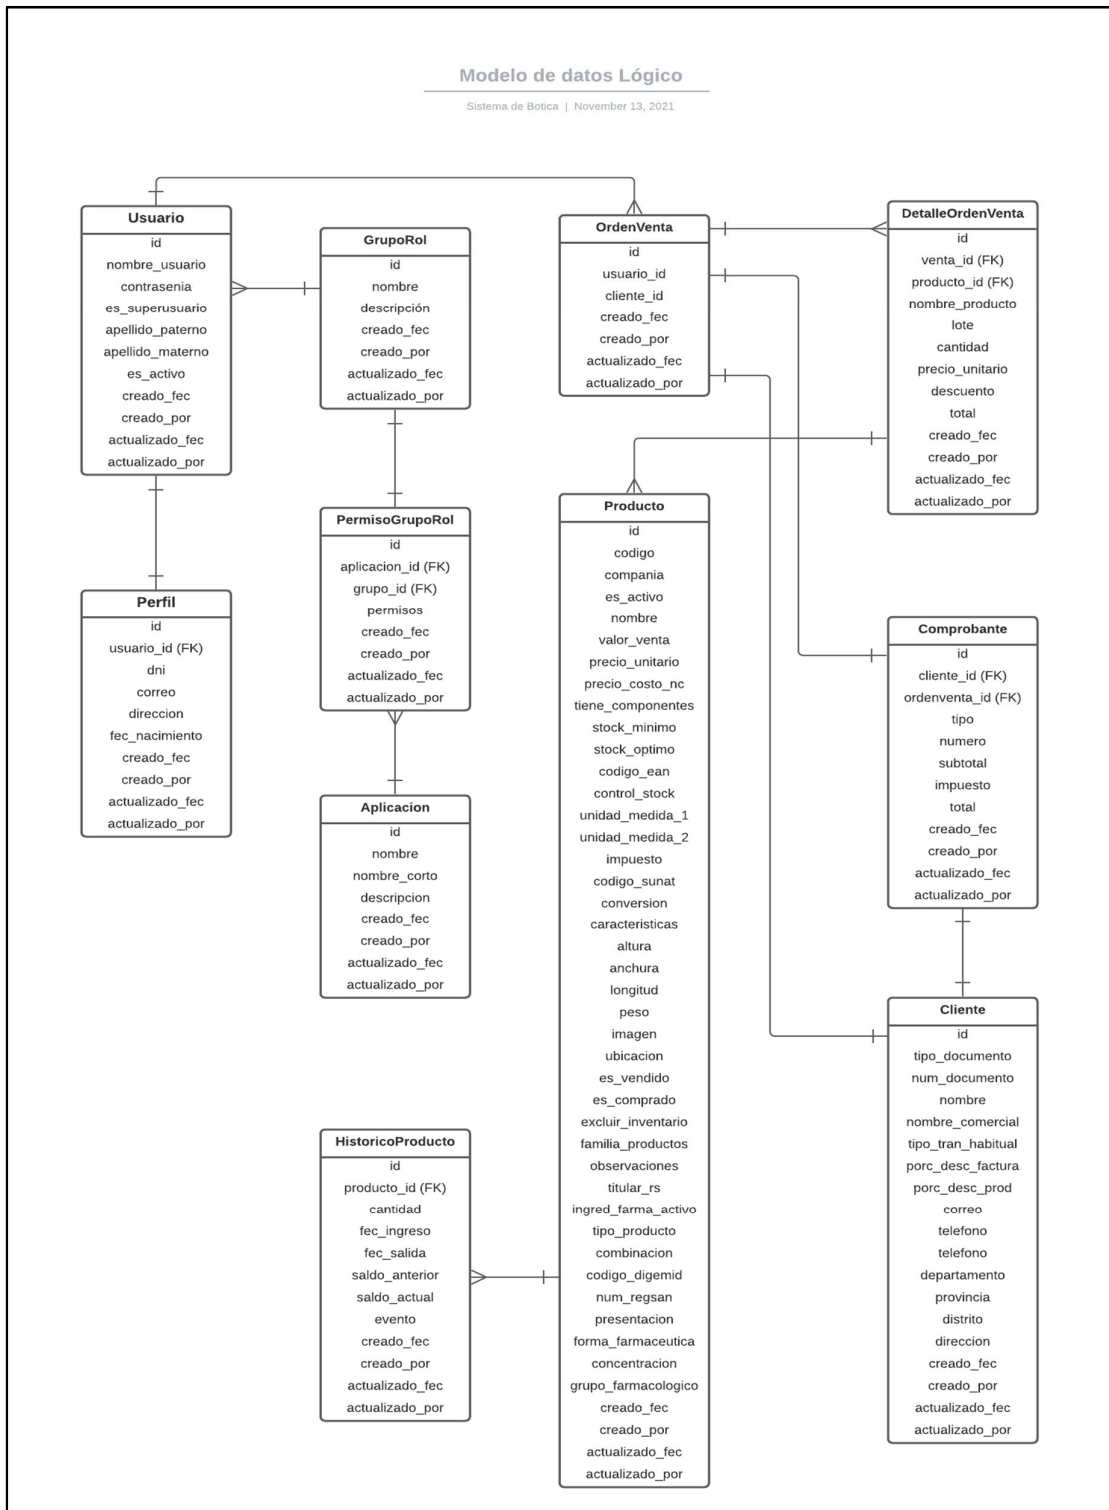 Modelo de datos Lógico
Sistema de Botica | November 13, 2021
Usuario
id
nombre_usuario
contrasenia
es_superusuario
apellido_paterno
apellido_materno
es_activo
creado_fec
creado_por
actualizado_fec
actualizado_por
GrupoRol
id
nombre
descripción
creado_fec
creado_por
actualizado_fec
actualizado_por
OrdenVenta
id
usuario_id
cliente_id
creado_fec
creado_por
actualizado_fec
actualizado_por
DetalleOrdenVenta
id
venta_id (FK)
producto_id (FK)
nombre_producto
lote
cantidad
precio_unitario
descuento
total
creado_fec
creado_por
actualizado_fec
actualizado_por
Perfil
id
usuario_id (FK)
dni
correo
direccion
fec_nacimiento
creado_fec
creado_por
actualizado_fec
actualizado_por
PermisoGrupoRol
id
aplicacion_id (FK)
grupo_id (FK)
permisos
creado_fec
creado_por
actualizado_fec
actualizado_por
Aplicacion
id
nombre
nombre_corto
descripcion
creado_fec
creado_por
actualizado_fec
actualizado_por
Producto
id
codigo
compania
es_activo
nombre
valor_venta
precio_unitario
precio_costo_nc
tiene_componentes
stock_minimo
stock_optimo
codigo_ean
control_stock
unidad_medida_1
unidad_medida_2
impuesto
codigo_sunat
conversion
caracteristicas
altura
anchura
longitud
peso
imagen
ubicacion
es_vendido
es_comprado
excluir_inventario
familia_productos
observaciones
titular_rs
ingred_farma_activo
tipo_producto
combinacion
codigo_digemid
num_regsan
presentacion
forma_farmaceutica
concentracion
grupo_farmacologico
creado_fec
creado_por
actualizado_fec
actualizado_por
Comprobante
id
cliente_id (FK)
ordenventa_id (FK)
tipo
numero
subtotal
impuesto
total
creado_fec
creado_por
actualizado_fec
actualizado_por
HistoricoProducto
id
producto_id (FK)
cantidad
fec_ingreso
fec_salida
saldo_anterior
saldo_actual
evento
creado_fec
creado_por
actualizado_fec
actualizado_por
Cliente
id
tipo_documento
num_documento
nombre
nombre_comercial
tipo_tran_habitual
porc_desc_factura
porc_desc_prod
correo
telefono
telefono
departamento
provincia
distrito
direccion
creado_fec
creado_por
actualizado_fec
actualizado_por